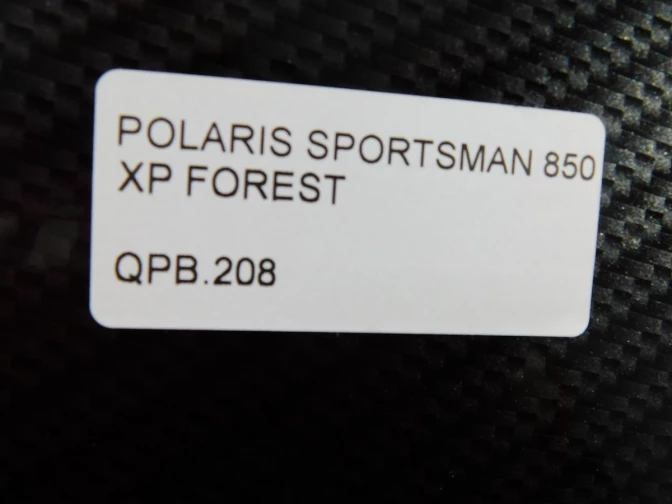 POLARIS SPORTSMAN 850
XP FOREST
QPB.208